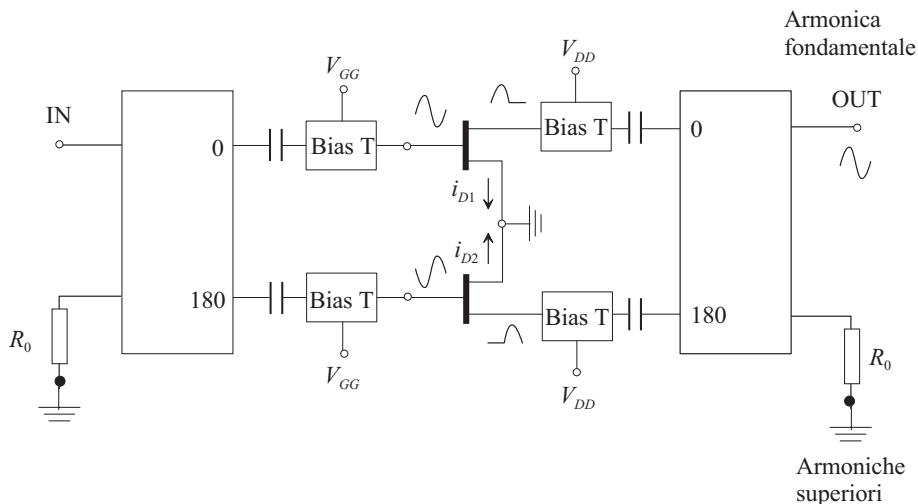 Armonica
fondamentale
V_GG
V_DD
IN
OUT
0
Bias T
Bias T
0
i_D1
i_D2
180
Bias T
Bias T
180
R_0
R_0
V_GG
V_DD
Armoniche
superiori